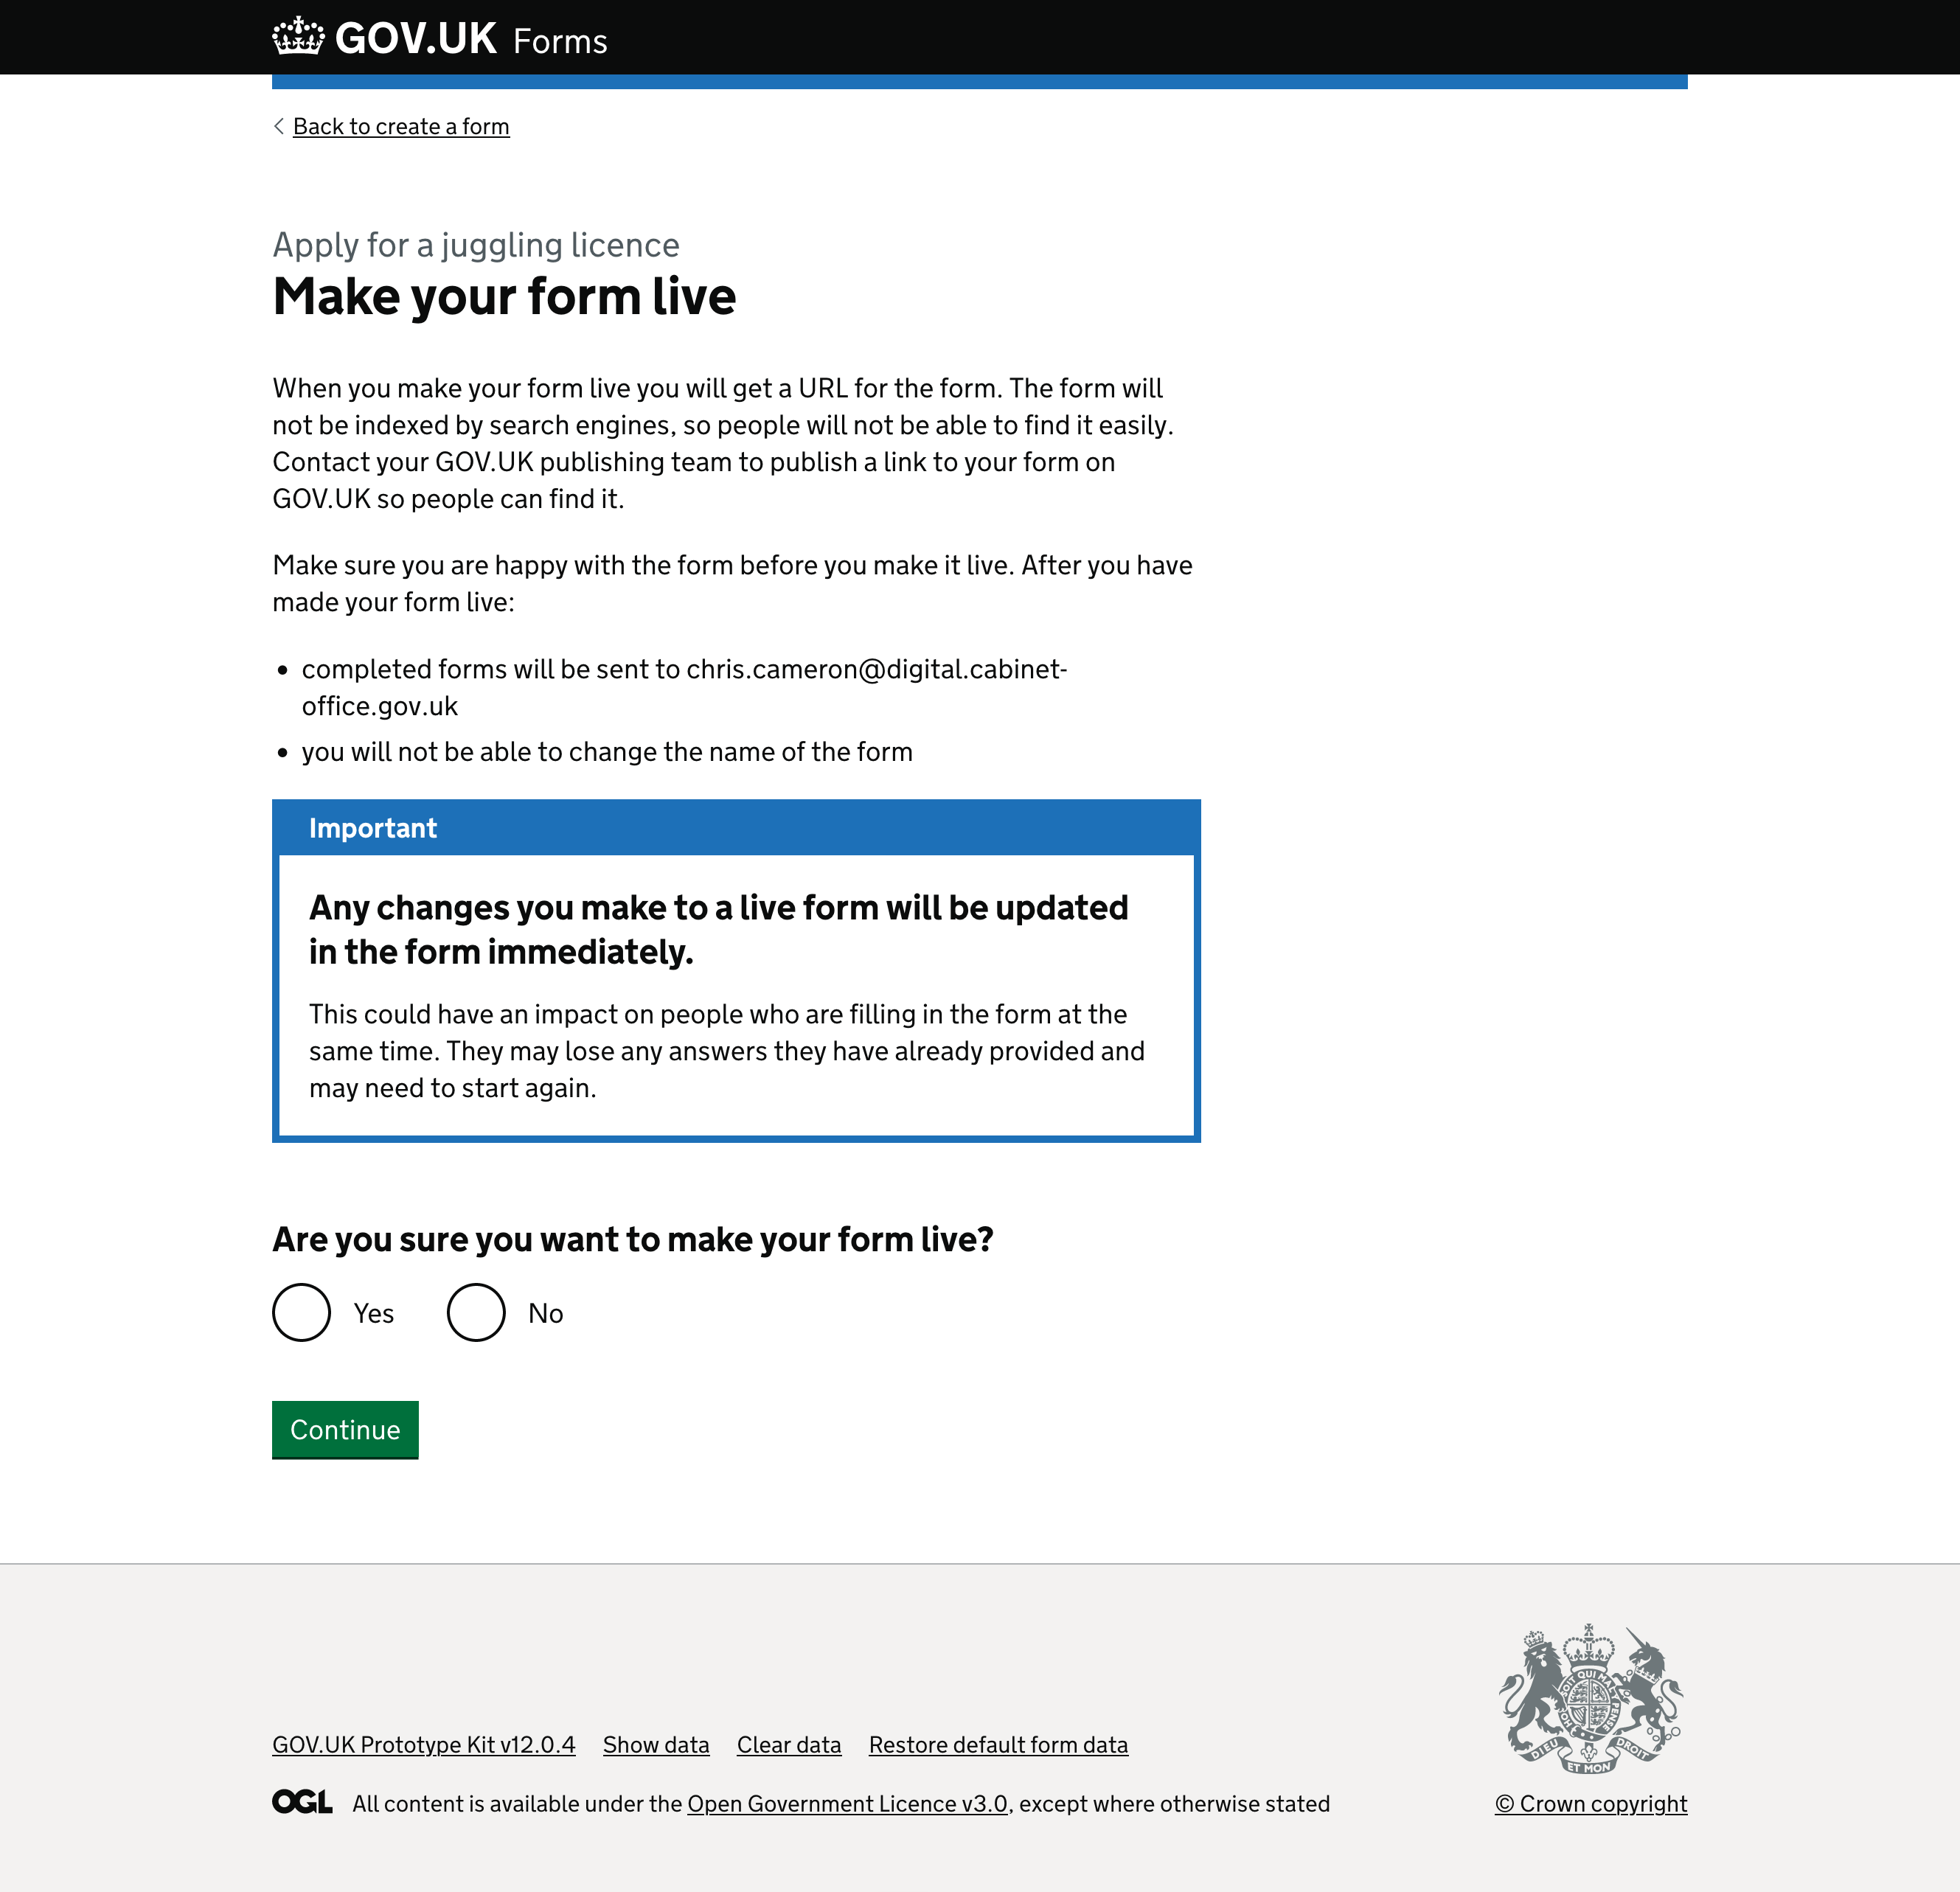 GOV.UK Forms
Back to create a form
Apply for a juggling licence
Make your form live
When you make your form live you will get a URL for the form. The form will
not be indexed by search engines, so people will not be able to find it easily.
Contact your GOV.UK publishing team to publish a link to your form on
GOV.UK so people can find it.
Make sure you are happy with the form before you make it live. After you have
made your form live:
• completed forms will be sent to chris.cameron@digital.cabinet-
office.gov.uk
• you will not be able to change the name of the form
Important
Any changes you make to a live form will be updated
in the form immediately.
This could have an impact on people who are filling in the form at the
same time. They may lose any answers they have already provided and
may need to start again.
Are you sure you want to make your form live?
Yes No
Continue
GOV.UK Prototype Kit v12.0.4 Show data Clear data Restore default form data
DIEU ET MON DROIT
OGL All content is available under the Open Government Licence v3.0, except where otherwise stated
© Crown copyright